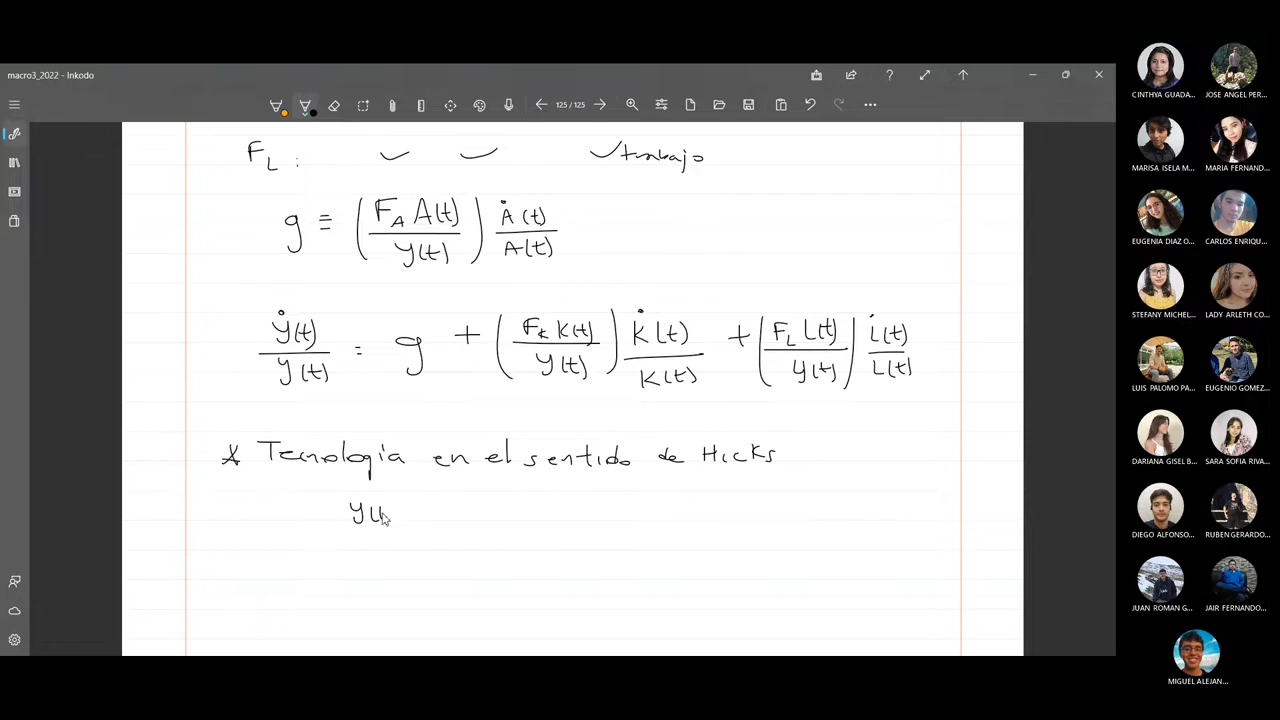 macro3_2022 - Inkodo
125 / 125
F_L : ✓ ✓ ✓ trabajo
g ≡ (F_A A(t) / Y(t)) Ȧ(t) / A(t)
Ẏ(t) / Y(t) = g + (F_K K(t) / Y(t)) K̇(t) / K(t) + (F_L L(t) / Y(t)) L̇(t) / L(t)
* Tecnología en el sentido de Hicks
Y(
CINTHYA GUADA...
JOSE ANGEL PER...
MARISA ISELA M...
MARIA FERNAND...
EUGENIA DIAZ O...
CARLOS ENRIQU...
STEFANY MICHEL...
LADY ARLETH CO...
LUIS PALOMO PA...
EUGENIO GOMEZ...
DARIANA GISEL B...
SARA SOFIA RIVA...
DIEGO ALFONSO...
RUBEN GERARDO...
JUAN ROMAN G...
JAIR FERNANDO...
MIGUEL ALEJAN...